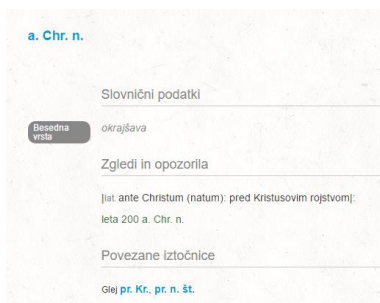 a. Chr. n.
Slovnični podatki
Besedna vrsta
okrajšava
Zgledi in opozorila
|lat. ante Christum (natum): pred Kristusovim rojstvom|:
leta 200 a. Chr. n.
Povezane iztočnice
Glej pr. Kr., pr. n. št.